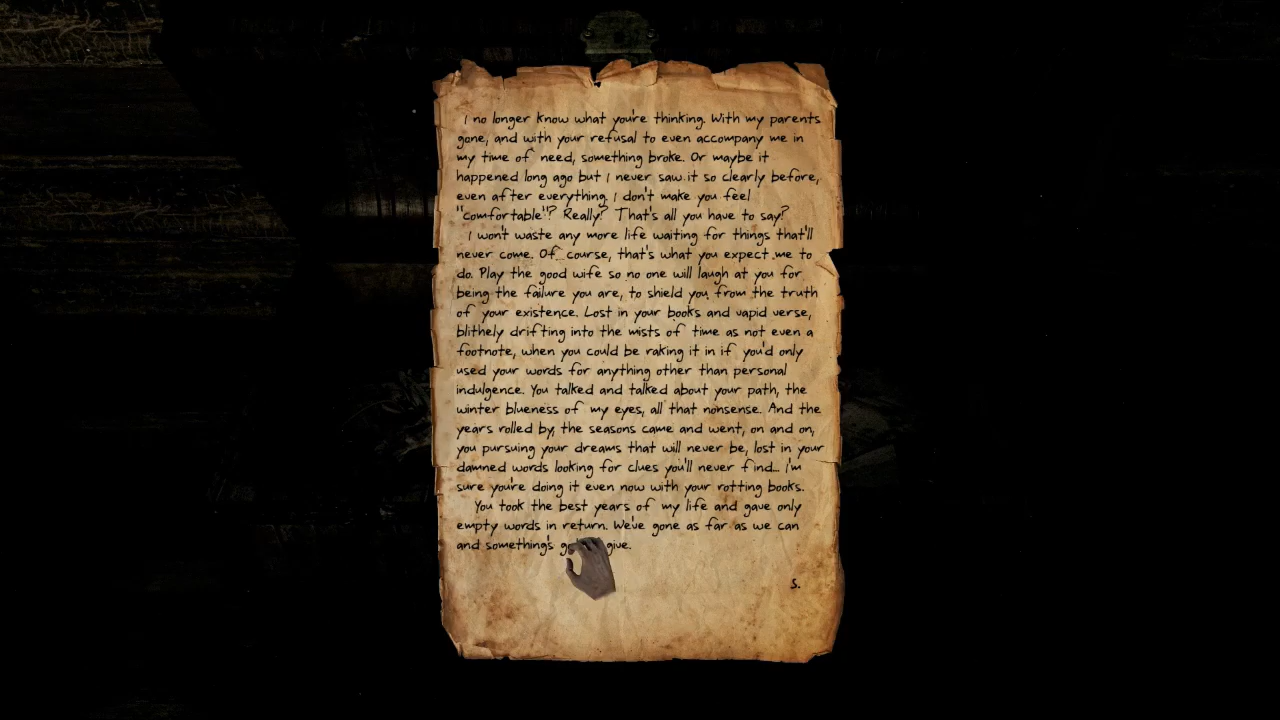 I no longer know what you're thinking. With my parents
gone, and with your refusal to even accompany me in
my time of need, something broke. Or maybe it
happened long ago but I never saw it so clearly before,
even after everything. I don't make you feel
"comfortable"? Really? That's all you have to say?
I won't waste any more life waiting for things that'll
never come. Of course, that's what you expect me to
do. Play the good wife so no one will laugh at you for
being the failure you are, to shield you from the truth
of your existence. Lost in your books and vapid verse,
blithely drifting into the mists of time as not even a
footnote, when you could be raking it in if you'd only
used your words for anything other than personal
indulgence. You talked and talked about your path, the
winter blueness of my eyes, all that nonsense. And the
years rolled by, the seasons came and went, on and on,
you pursuing your dreams that will never be, lost in your
damned words looking for clues you'll never find... I'm
sure you're doing it even now with your rotting books.
You took the best years of my life and gave only
empty words in return. We've gone as far as we can
and something's give.
S.